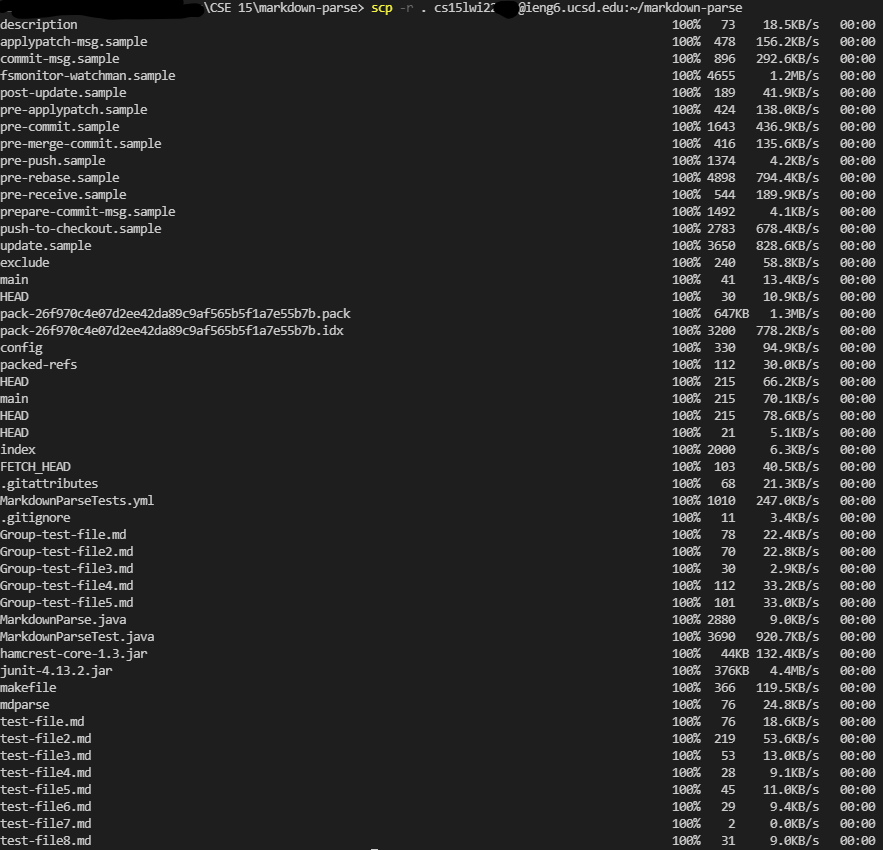 \CSE 15\markdown-parse> scp -r . cs15lwi22 @ieng6.ucsd.edu:~/markdown-parse
description 100% 73 18.5KB/s 00:00
applypatch-msg.sample 100% 478 156.2KB/s 00:00
commit-msg.sample 100% 896 292.6KB/s 00:00
fsmonitor-watchman.sample 100% 4655 1.2MB/s 00:00
post-update.sample 100% 189 41.9KB/s 00:00
pre-applypatch.sample 100% 424 138.0KB/s 00:00
pre-commit.sample 100% 1643 436.9KB/s 00:00
pre-merge-commit.sample 100% 416 135.6KB/s 00:00
pre-push.sample 100% 1374 4.2KB/s 00:00
pre-rebase.sample 100% 4898 794.4KB/s 00:00
pre-receive.sample 100% 544 189.9KB/s 00:00
prepare-commit-msg.sample 100% 1492 4.1KB/s 00:00
push-to-checkout.sample 100% 2783 678.4KB/s 00:00
update.sample 100% 3650 828.6KB/s 00:00
exclude 100% 240 58.8KB/s 00:00
main 100% 41 13.4KB/s 00:00
HEAD 100% 30 10.9KB/s 00:00
pack-26f970c4e07d2ee42da89c9af565b5f1a7e55b7b.pack 100% 647KB 1.3MB/s 00:00
pack-26f970c4e07d2ee42da89c9af565b5f1a7e55b7b.idx 100% 3200 778.2KB/s 00:00
config 100% 330 94.9KB/s 00:00
packed-refs 100% 112 30.0KB/s 00:00
HEAD 100% 215 66.2KB/s 00:00
main 100% 215 70.1KB/s 00:00
HEAD 100% 215 78.6KB/s 00:00
HEAD 100% 21 5.1KB/s 00:00
index 100% 2000 6.3KB/s 00:00
FETCH_HEAD 100% 103 40.5KB/s 00:00
.gitattributes 100% 68 21.3KB/s 00:00
MarkdownParseTests.yml 100% 1010 247.0KB/s 00:00
.gitignore 100% 11 3.4KB/s 00:00
Group-test-file.md 100% 78 22.4KB/s 00:00
Group-test-file2.md 100% 70 22.8KB/s 00:00
Group-test-file3.md 100% 30 2.9KB/s 00:00
Group-test-file4.md 100% 112 33.2KB/s 00:00
Group-test-file5.md 100% 101 33.0KB/s 00:00
MarkdownParse.java 100% 2880 9.0KB/s 00:00
MarkdownParseTest.java 100% 3690 920.7KB/s 00:00
hamcrest-core-1.3.jar 100% 44KB 132.4KB/s 00:00
junit-4.13.2.jar 100% 376KB 4.4MB/s 00:00
makefile 100% 366 119.5KB/s 00:00
mdparse 100% 76 24.8KB/s 00:00
test-file.md 100% 76 18.6KB/s 00:00
test-file2.md 100% 219 53.6KB/s 00:00
test-file3.md 100% 53 13.0KB/s 00:00
test-file4.md 100% 28 9.1KB/s 00:00
test-file5.md 100% 45 11.0KB/s 00:00
test-file6.md 100% 29 9.4KB/s 00:00
test-file7.md 100% 2 0.0KB/s 00:00
test-file8.md 100% 31 9.0KB/s 00:00